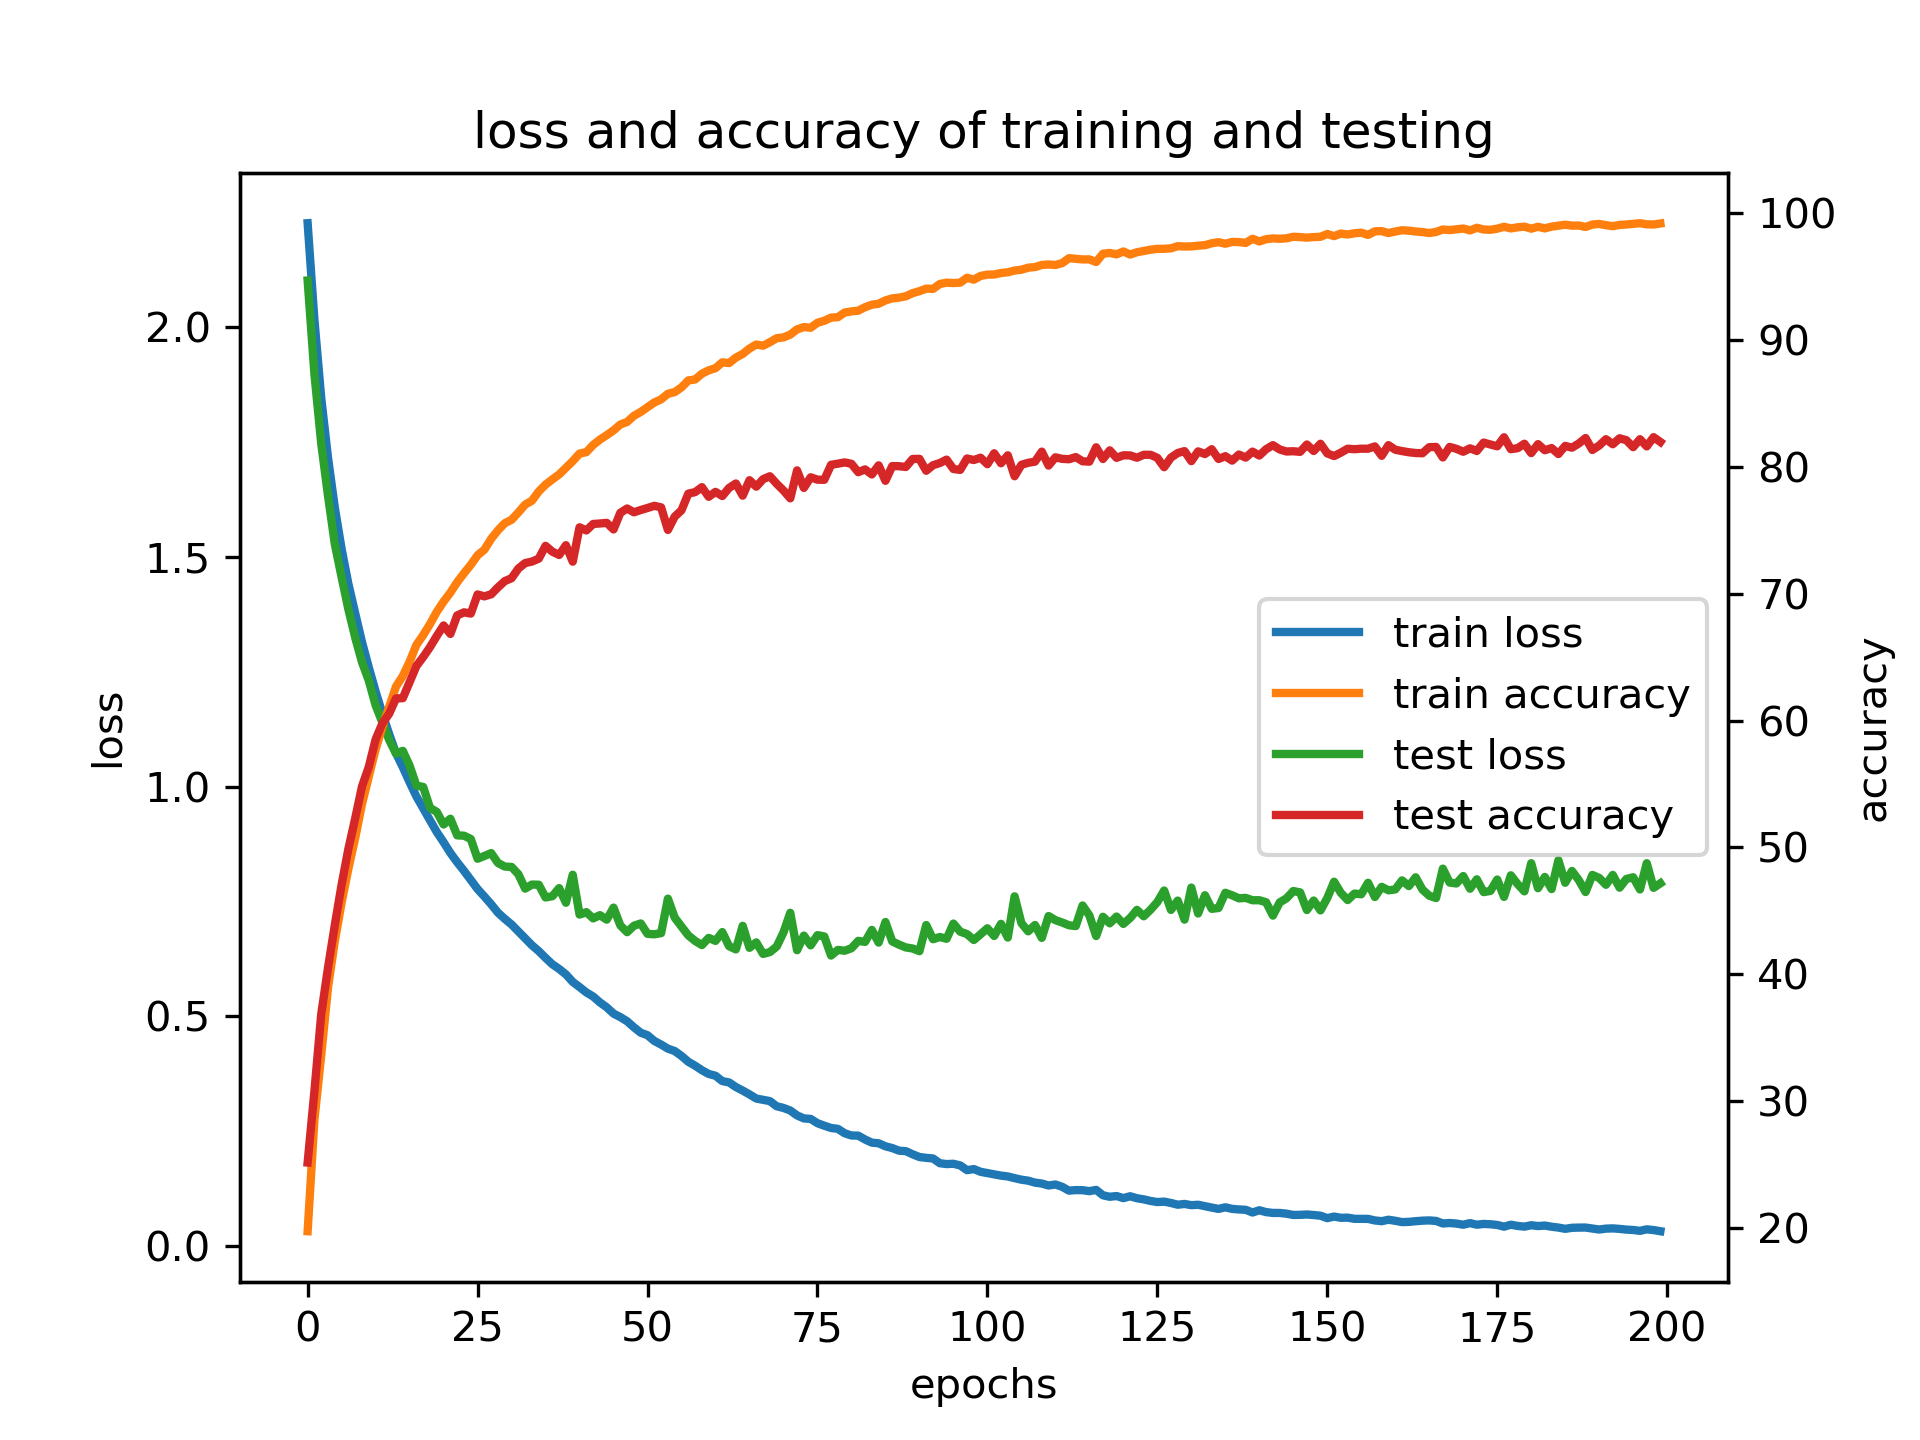 loss and accuracy of training and testing
2.0
1.5
1.0
0.5
0.0
loss
100
90
80
70
60
50
40
30
20
accuracy
train loss
train accuracy
test loss
test accuracy
0 25 50 75 100 125 150 175 200
epochs